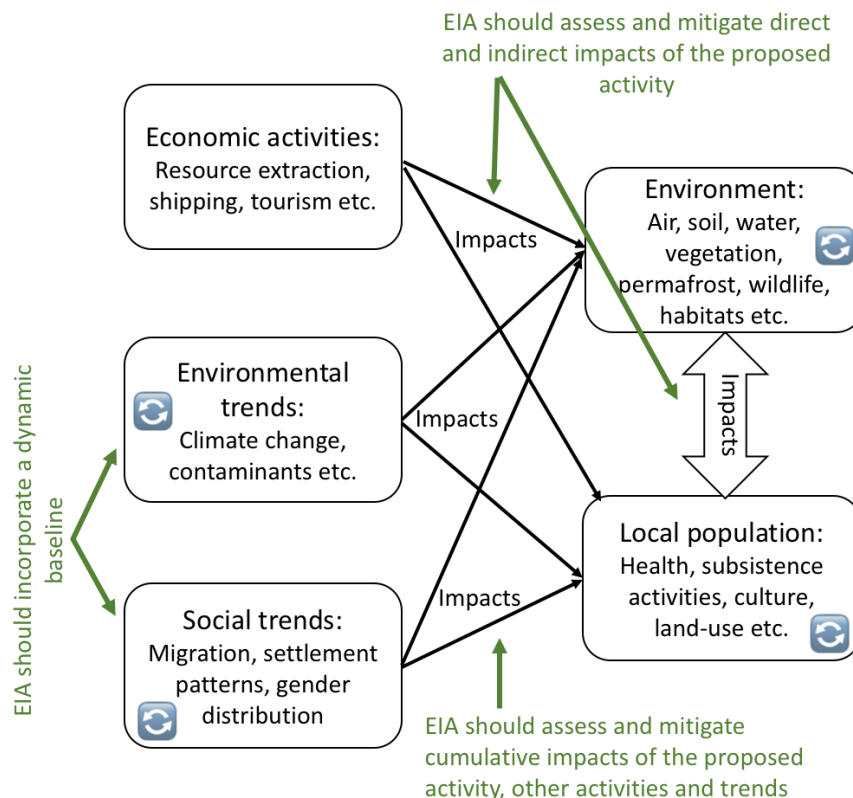 EIA should assess and mitigate direct
and indirect impacts of the proposed
activity
Economic activities:
Resource extraction,
shipping, tourism etc.
Impacts
Environment:
Air, soil, water,
vegetation,
permafrost, wildlife,
habitats etc.
EIA should incorporate a dynamic
baseline
Environmental
trends:
Climate change,
contaminants etc.
Impacts
Impacts
Social trends:
Migration, settlement
patterns, gender
distribution
Impacts
Local population:
Health, subsistence
activities, culture,
land-use etc.
EIA should assess and mitigate
cumulative impacts of the proposed
activity, other activities and trends